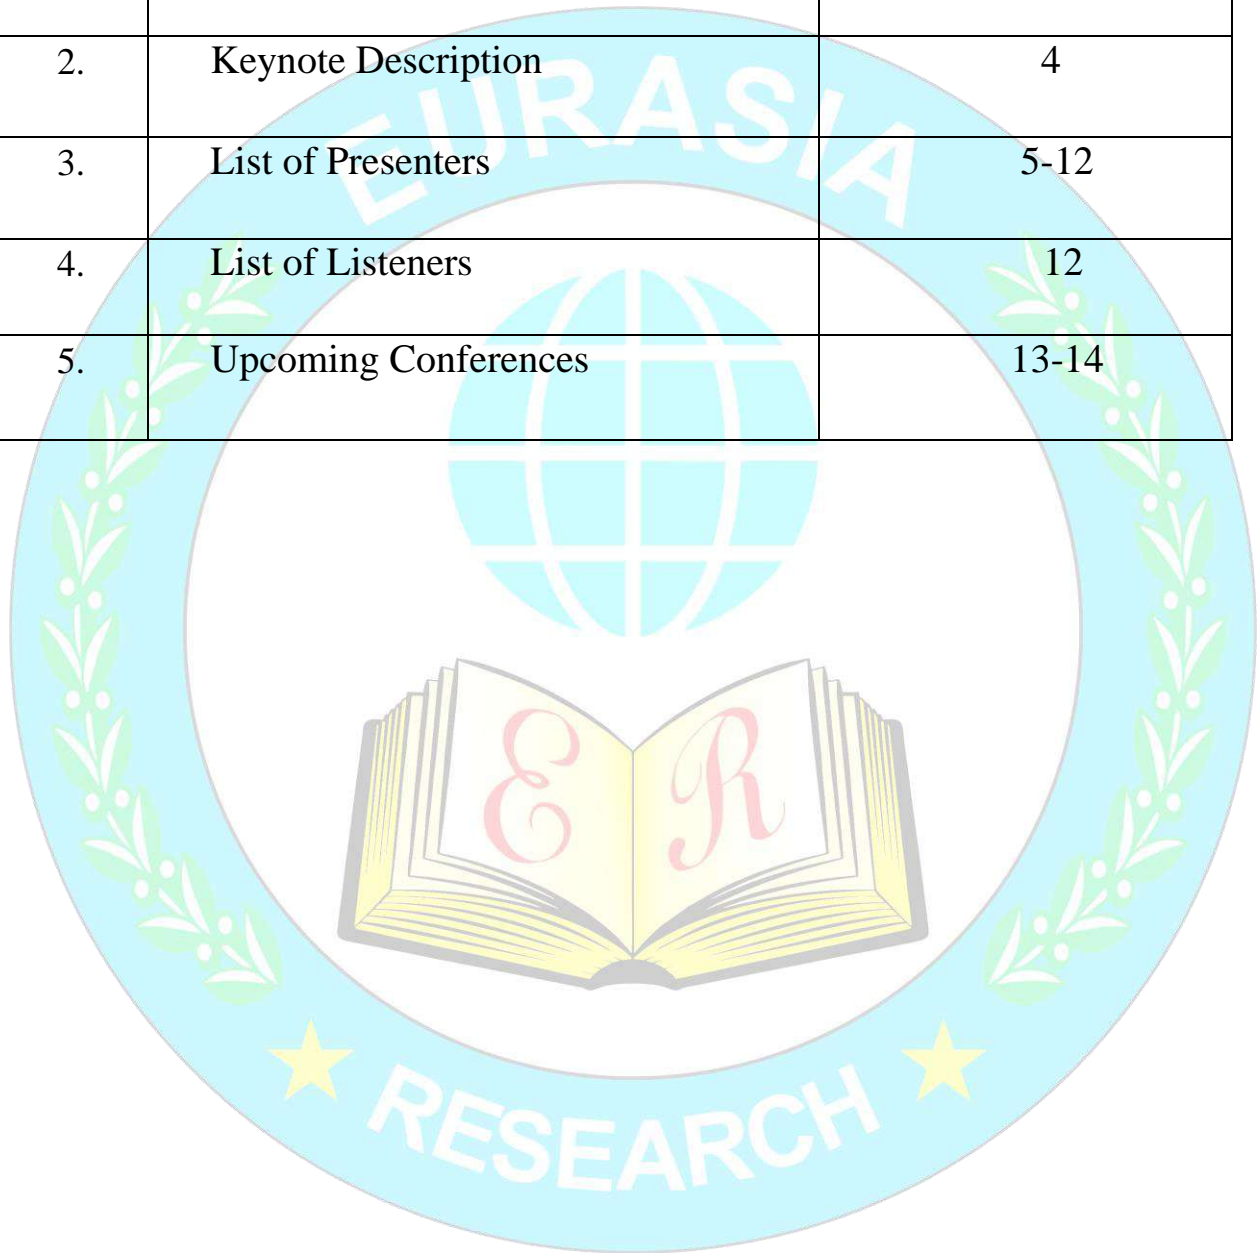 2. Keynote Description 4
3. List of Presenters 5-12
4. List of Listeners 12
5. Upcoming Conferences 13-14
EURASIA
E R
RESEARCH